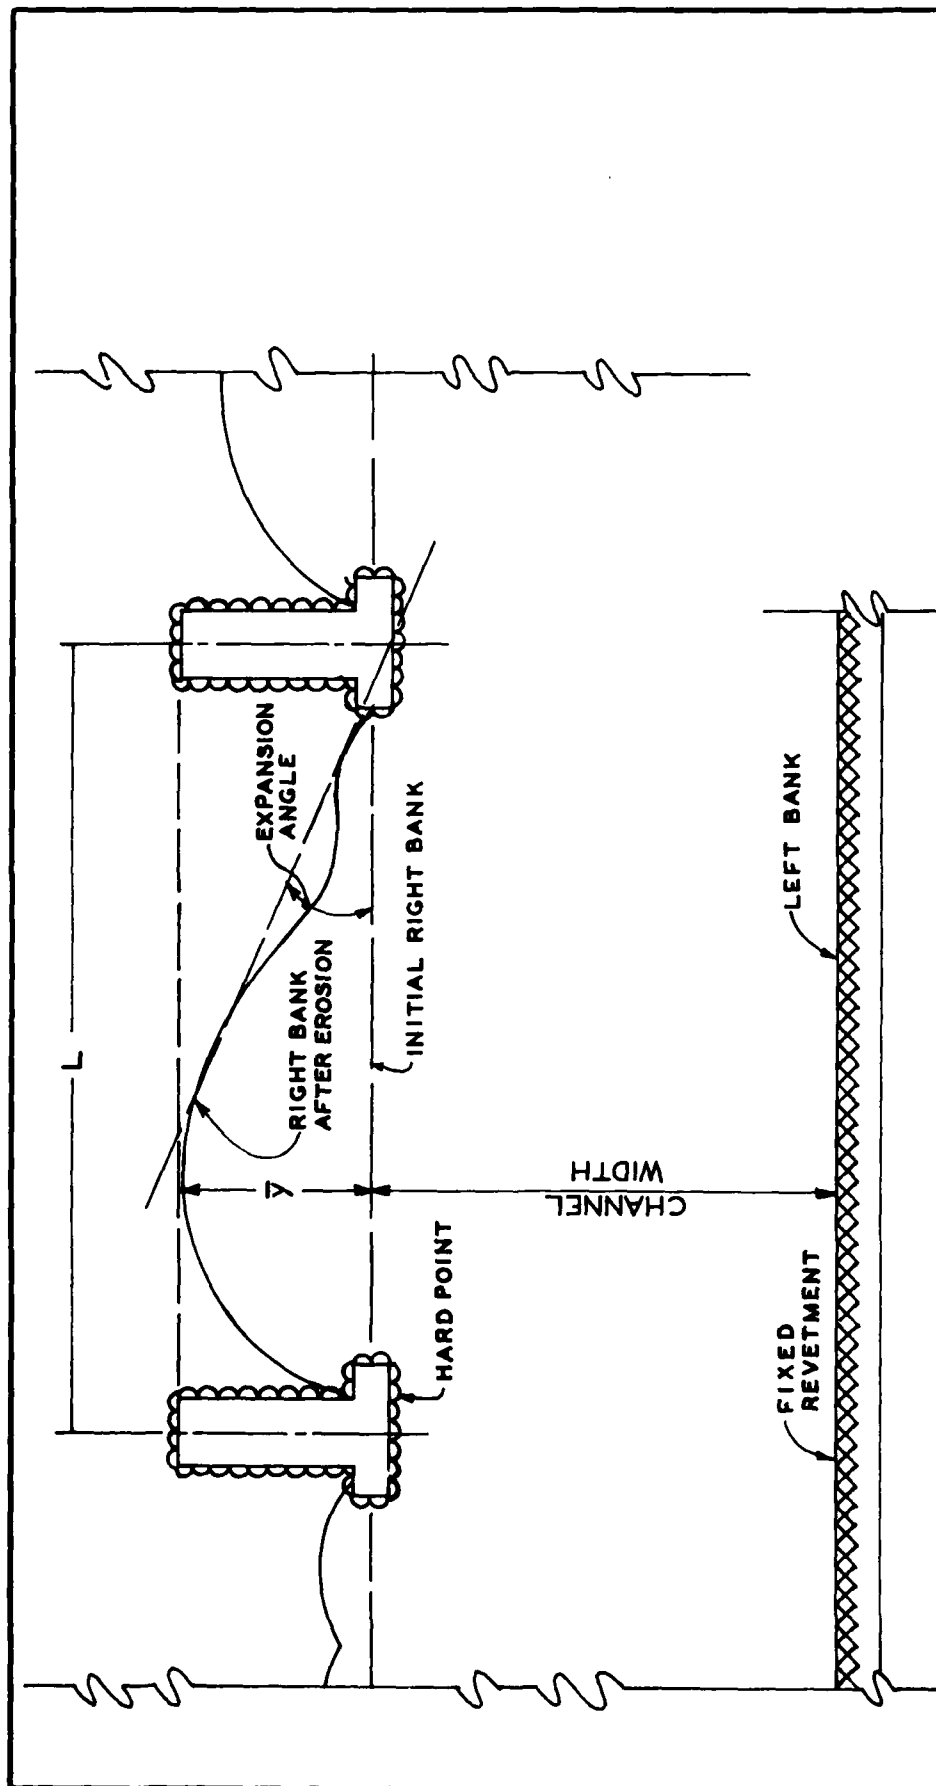 L
EXPANSION
ANGLE
RIGHT BANK
AFTER EROSION
y̅
INITIAL RIGHT BANK
HARD POINT
CHANNEL
WIDTH
LEFT BANK
FIXED
REVETMENT